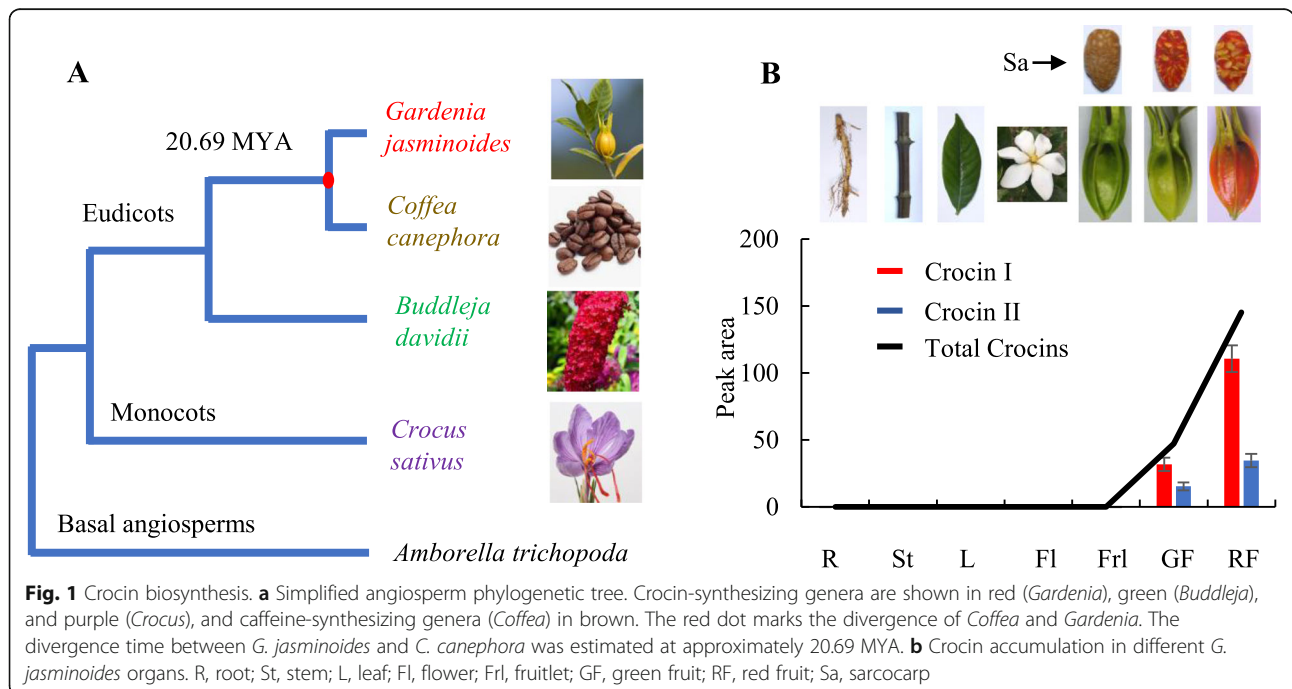 A
20.69 MYA
Gardenia
jasminoides
Coffea
canephora
Eudicots
Buddleja
davidii
Monocots
Crocus
sativus
Basal angiosperms
Amborella trichopoda
B
Sa
200
150
100
50
0
Peak area
Crocin I
Crocin II
Total Crocins
R St L Fl Frl GF RF
Fig. 1 Crocin biosynthesis. a Simplified angiosperm phylogenetic tree. Crocin-synthesizing genera are shown in red (Gardenia), green (Buddleja),
and purple (Crocus), and caffeine-synthesizing genera (Coffea) in brown. The red dot marks the divergence of Coffea and Gardenia. The
divergence time between G. jasminoides and C. canephora was estimated at approximately 20.69 MYA. b Crocin accumulation in different G.
jasminoides organs. R, root; St, stem; L, leaf; Fl, flower; Frl, fruitlet; GF, green fruit; RF, red fruit; Sa, sarcocarp